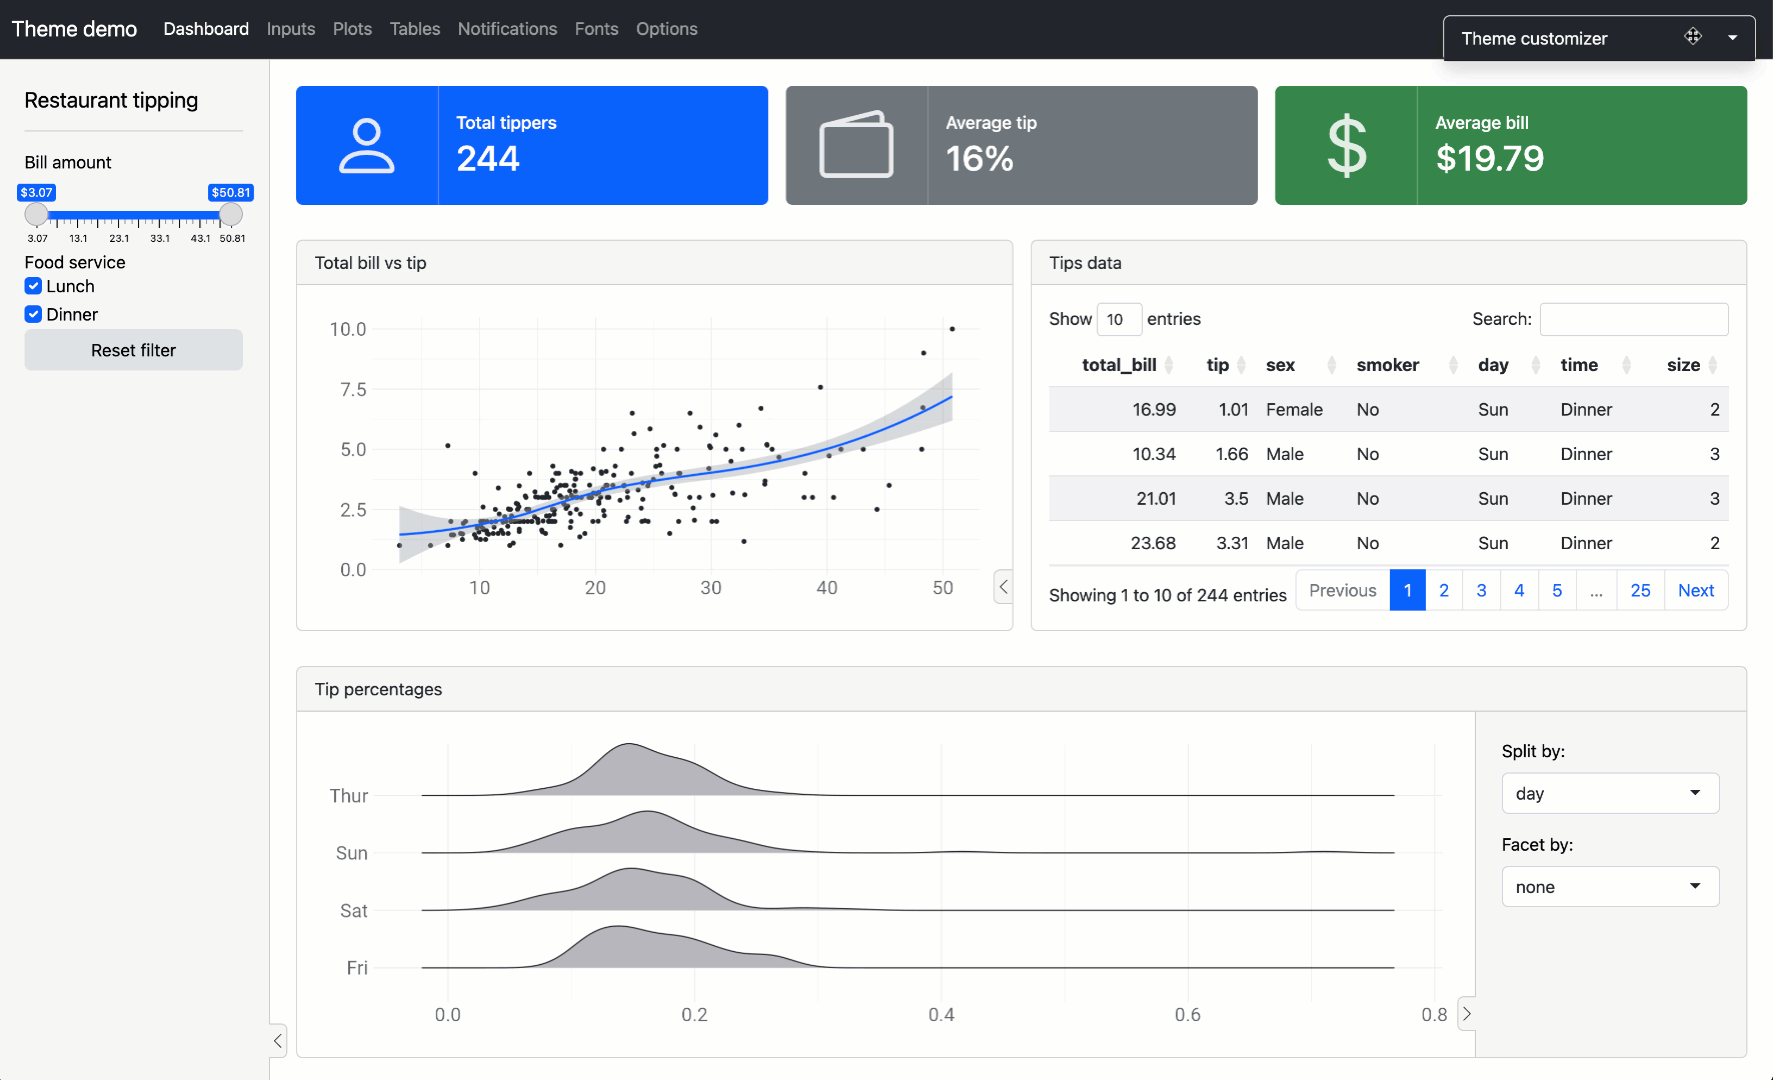 Theme demo Dashboard Inputs Plots Tables Notifications Fonts Options
Theme customizer
Restaurant tipping
Bill amount
$3.07 $50.81
3.07 13.1 23.1 33.1 43.1 50.81
Food service
Lunch
Dinner
Reset filter
Total tippers
244
Average tip
16%
Average bill
$19.79
Total bill vs tip
10.0
7.5
5.0
2.5
0.0
10 20 30 40 50
Tips data
Show 10 entries Search:
total_bill tip sex smoker day time size
16.99 1.01 Female No Sun Dinner 2
10.34 1.66 Male No Sun Dinner 3
21.01 3.5 Male No Sun Dinner 3
23.68 3.31 Male No Sun Dinner 2
Showing 1 to 10 of 244 entries Previous 1 2 3 4 5 ... 25 Next
Tip percentages
Thur
Sun
Sat
Fri
0.0 0.2 0.4 0.6 0.8
Split by:
day
Facet by:
none